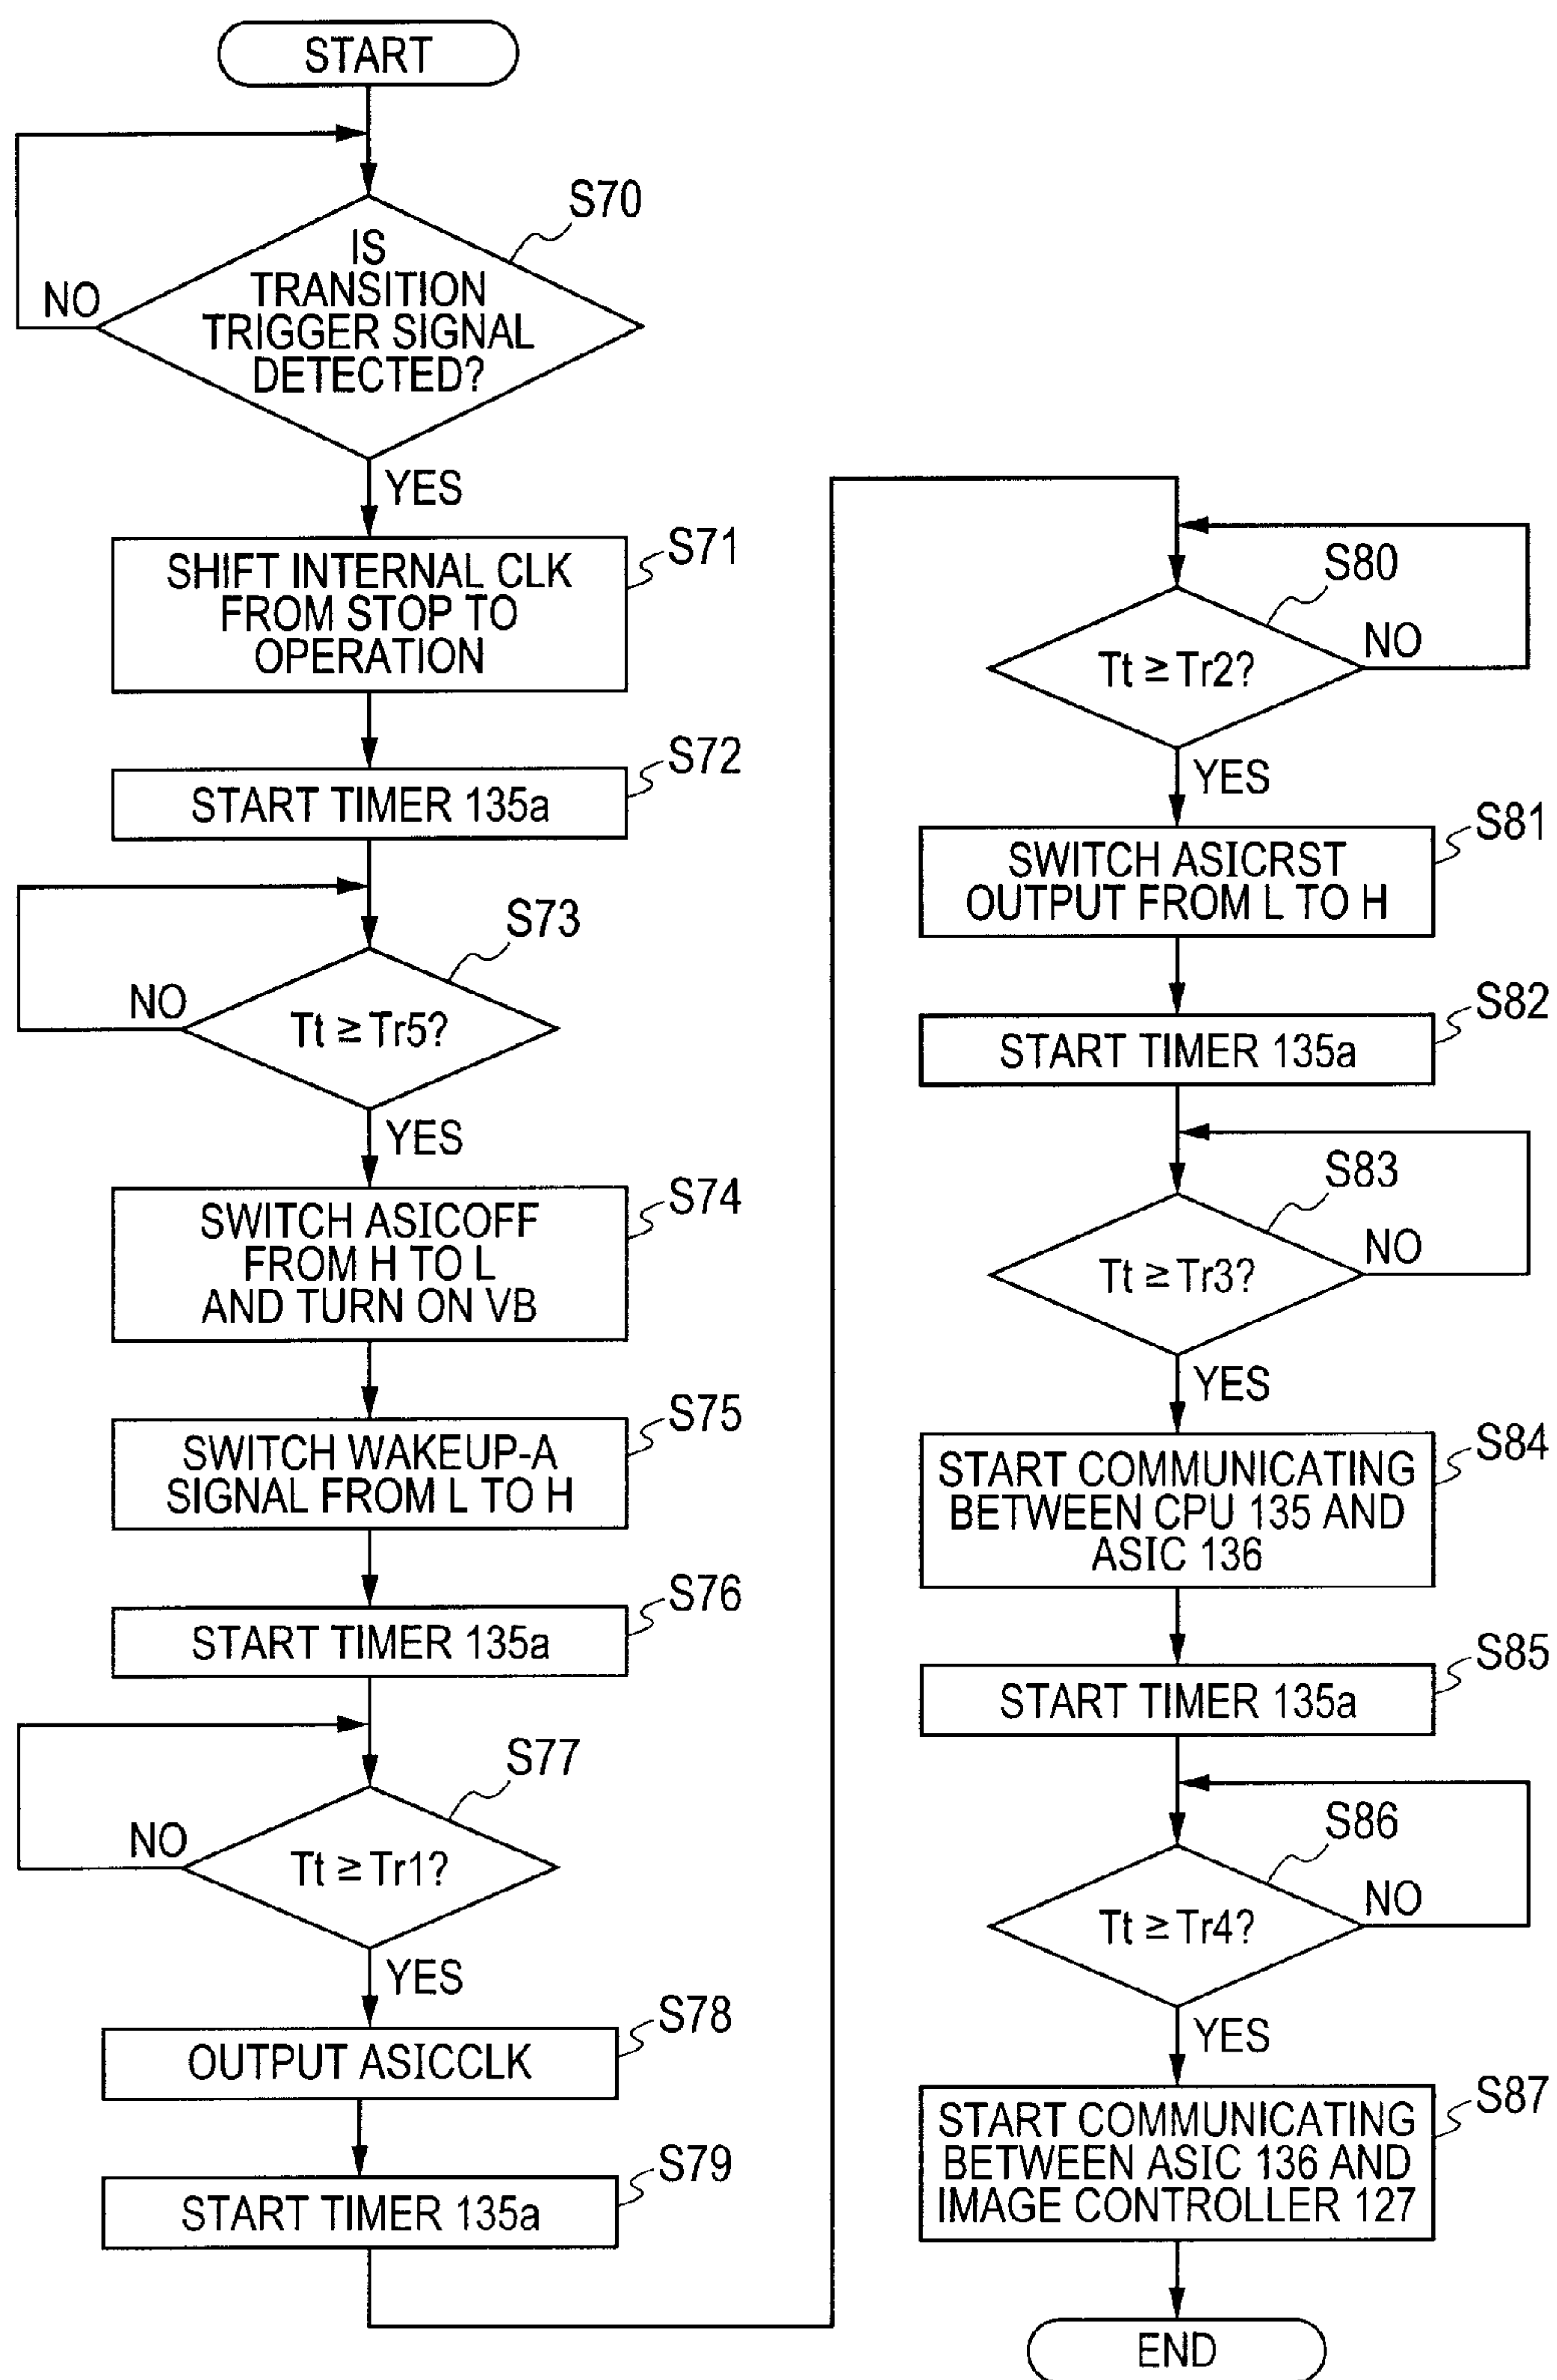 START
S70
IS
TRANSITION
TRIGGER SIGNAL
DETECTED?
NO
YES
S71
SHIFT INTERNAL CLK
FROM STOP TO
OPERATION
S72
START TIMER 135a
S73
NO
Tt ≥ Tr5?
YES
S74
SWITCH ASICOFF
FROM H TO L
AND TURN ON VB
S75
SWITCH WAKEUP-A
SIGNAL FROM L TO H
S76
START TIMER 135a
S77
NO
Tt ≥ Tr1?
YES
S78
OUTPUT ASICCLK
S79
START TIMER 135a
S80
NO
Tt ≥ Tr2?
YES
S81
SWITCH ASICRST
OUTPUT FROM L TO H
S82
START TIMER 135a
S83
NO
Tt ≥ Tr3?
YES
S84
START COMMUNICATING
BETWEEN CPU 135 AND
ASIC 136
S85
START TIMER 135a
S86
NO
Tt ≥ Tr4?
YES
S87
START COMMUNICATING
BETWEEN ASIC 136 AND
IMAGE CONTROLLER 127
END